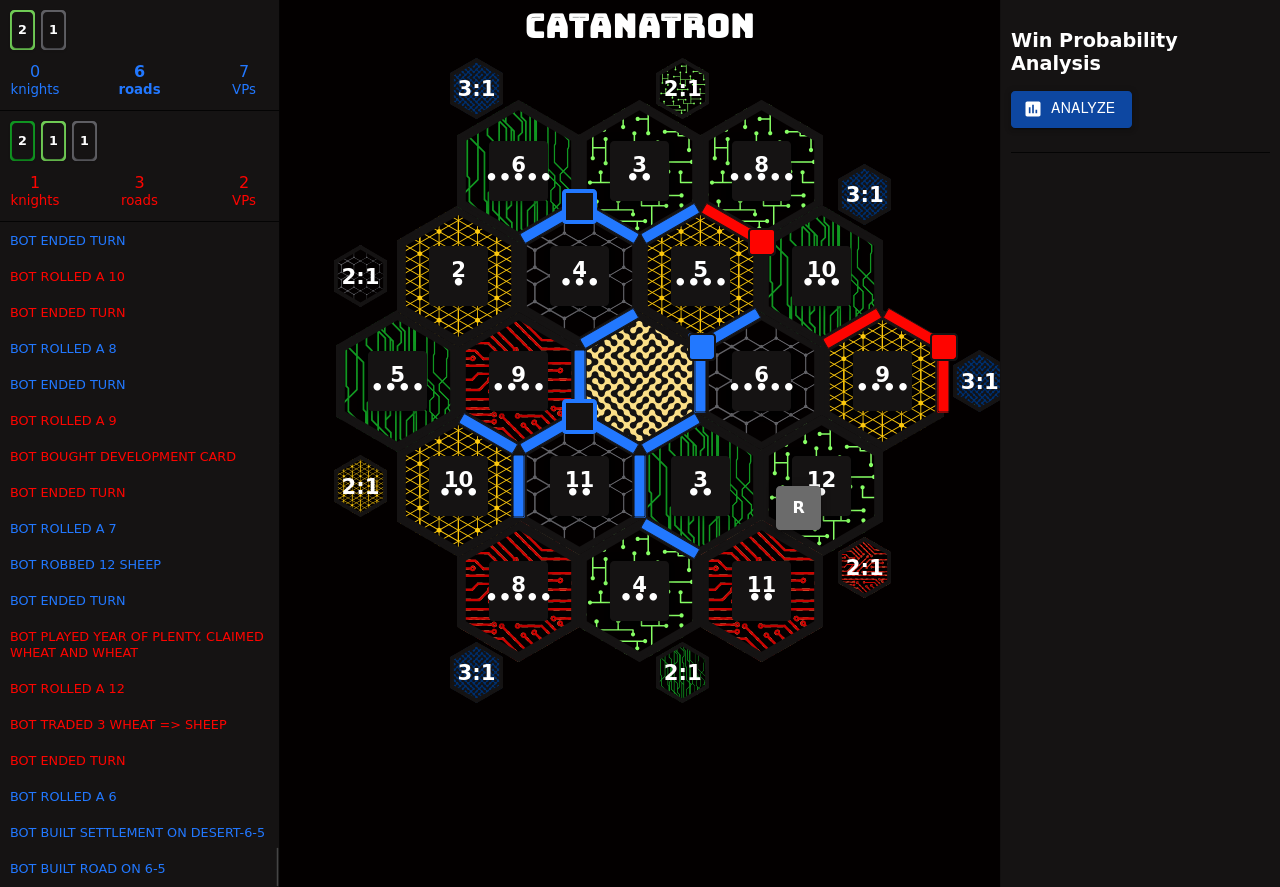 2 1
0 6 7
knights roads VPs
2 1 1
1 3 2
knights roads VPs
BOT ENDED TURN
BOT ROLLED A 10
BOT ENDED TURN
BOT ROLLED A 8
BOT ENDED TURN
BOT ROLLED A 9
BOT BOUGHT DEVELOPMENT CARD
BOT ENDED TURN
BOT ROLLED A 7
BOT ROBBED 12 SHEEP
BOT ENDED TURN
BOT PLAYED YEAR OF PLENTY. CLAIMED
WHEAT AND WHEAT
BOT ROLLED A 12
BOT TRADED 3 WHEAT => SHEEP
BOT ENDED TURN
BOT ROLLED A 6
BOT BUILT SETTLEMENT ON DESERT-6-5
BOT BUILT ROAD ON 6-5
CATANATRON
3:1 2:1
6 3 8
3:1
2:1 2 4 5 10
5 9 6 9 3:1
2:1 10 11 3 12
R
8 4 11 2:1
3:1 2:1
Win Probability
Analysis
ANALYZE